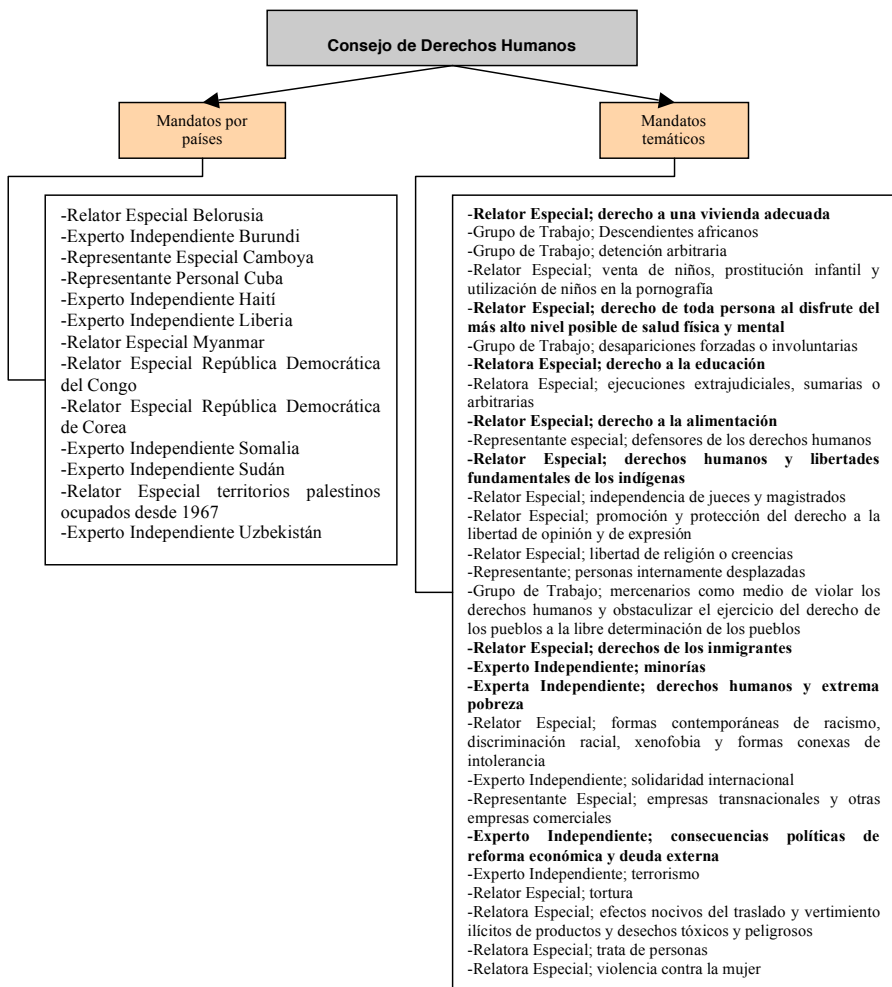 Consejo de Derechos Humanos
Mandatos por
países
-Relator Especial Belorusia
-Experto Independiente Burundi
-Representante Especial Camboya
-Representante Personal Cuba
-Experto Independiente Haití
-Experto Independiente Liberia
-Relator Especial Myanmar
-Relator Especial República Democrática
del Congo
-Relator Especial República Democrática
de Corea
-Experto Independiente Somalia
-Experto Independiente Sudán
-Relator Especial territorios palestinos
ocupados desde 1967
-Experto Independiente Uzbekistán
Mandatos
temáticos
-Relator Especial; derecho a una vivienda adecuada
-Grupo de Trabajo; Descendientes africanos
-Grupo de Trabajo; detención arbitraria
-Relator Especial; venta de niños, prostitución infantil y
utilización de niños en la pornografía
-Relator Especial; derecho de toda persona al disfrute del
más alto nivel posible de salud física y mental
-Grupo de Trabajo; desapariciones forzadas o involuntarias
-Relatora Especial; derecho a la educación
-Relatora Especial; ejecuciones extrajudiciales, sumarias o
arbitrarias
-Relator Especial; derecho a la alimentación
-Representante especial; defensores de los derechos humanos
-Relator Especial; derechos humanos y libertades
fundamentales de los indígenas
-Relator Especial; independencia de jueces y magistrados
-Relator Especial; promoción y protección del derecho a la
libertad de opinión y de expresión
-Relator Especial; libertad de religión o creencias
-Representante; personas internamente desplazadas
-Grupo de Trabajo; mercenarios como medio de violar los
derechos humanos y obstaculizar el ejercicio del derecho de
los pueblos a la libre determinación de los pueblos
-Relator Especial; derechos de los inmigrantes
-Experto Independiente; minorías
-Experta Independiente; derechos humanos y extrema
pobreza
-Relator Especial; formas contemporáneas de racismo,
discriminación racial, xenofobia y formas conexas de
intolerancia
-Experto Independiente; solidaridad internacional
-Representante Especial; empresas transnacionales y otras
empresas comerciales
-Experto Independiente; consecuencias políticas de
reforma económica y deuda externa
-Experto Independiente; terrorismo
-Relator Especial; tortura
-Relatora Especial; efectos nocivos del traslado y vertimiento
ilícitos de productos y desechos tóxicos y peligrosos
-Relatora Especial; trata de personas
-Relatora Especial; violencia contra la mujer